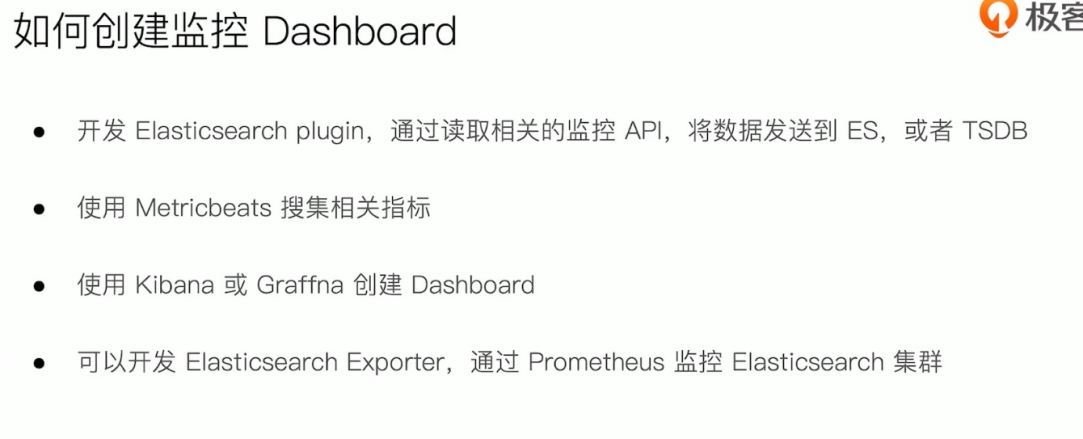 如何创建监控 Dashboard
极客
● 开发 Elasticsearch plugin，通过读取相关的监控 API，将数据发送到 ES，或者 TSDB
● 使用 Metricbeats 搜集相关指标
● 使用 Kibana 或 Graffna 创建 Dashboard
● 可以开发 Elasticsearch Exporter，通过 Prometheus 监控 Elasticsearch 集群